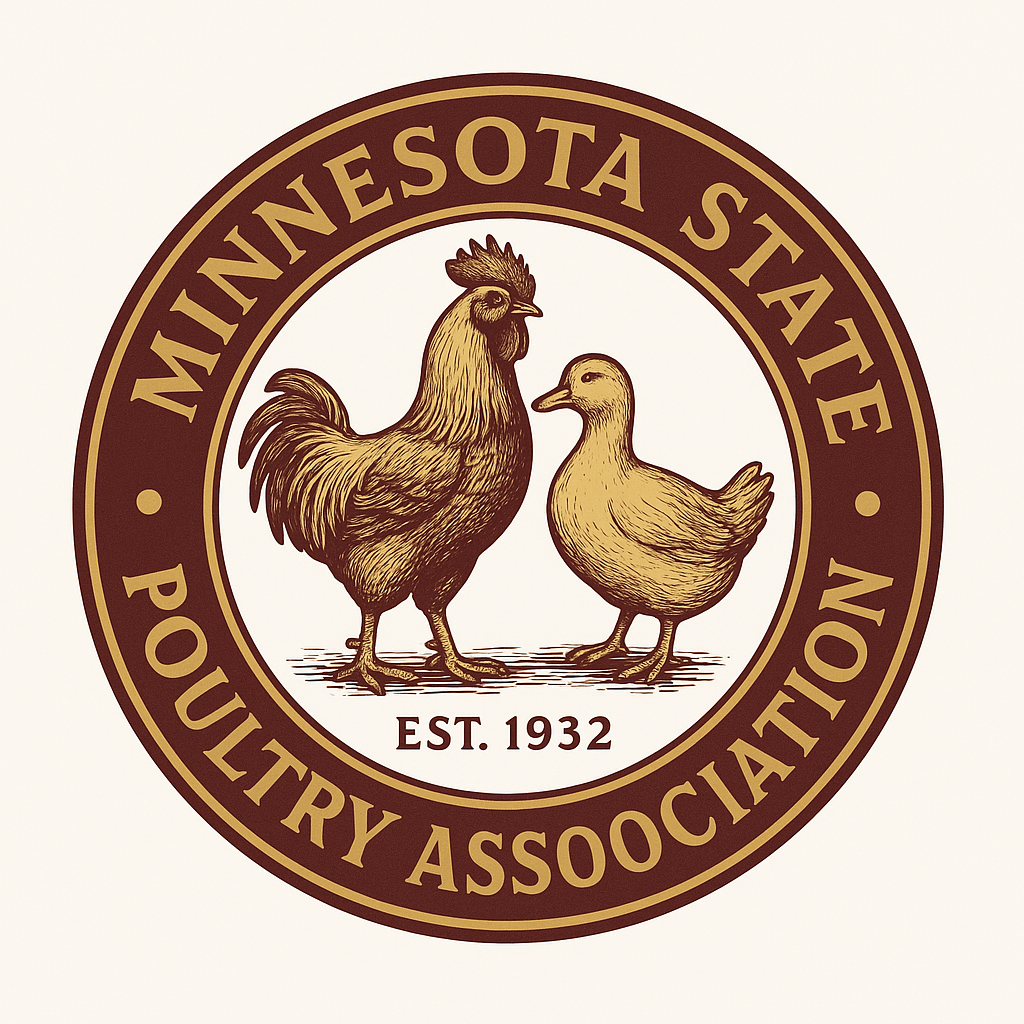 MINNESOTA STATE
POULTRY ASSOOCIATION
EST. 1932